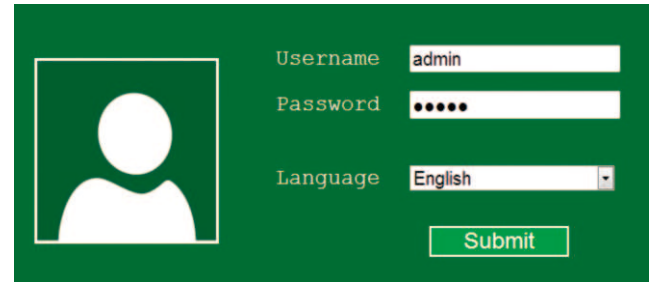 Username admin
Password •••••
Language English
Submit